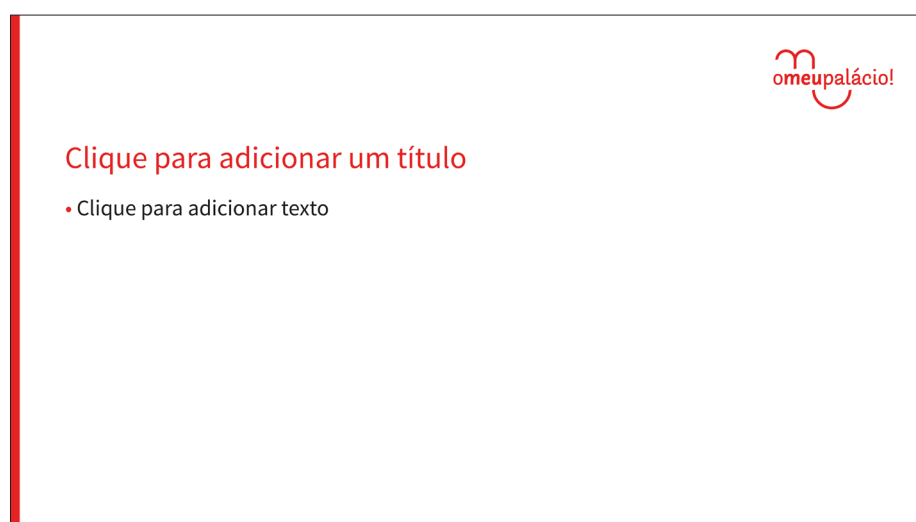 omeupalácio!
Clique para adicionar um título
• Clique para adicionar texto